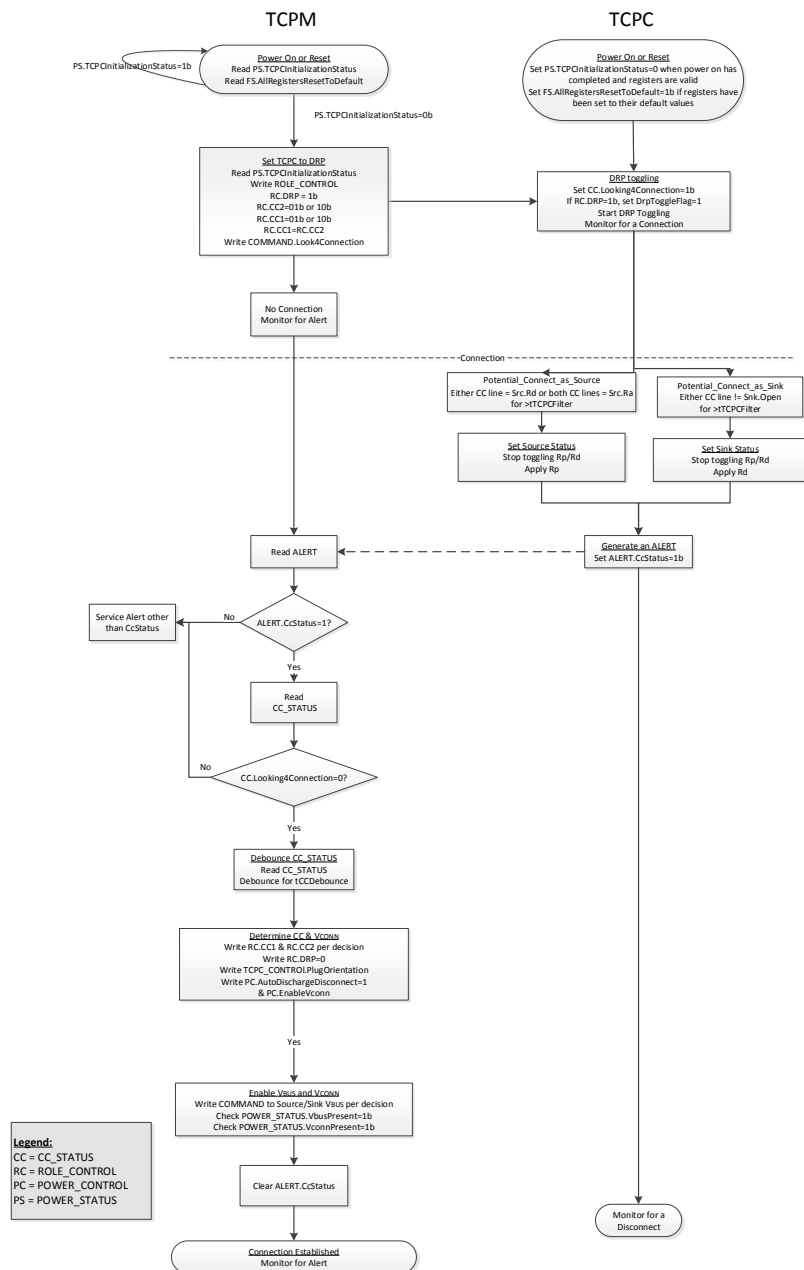 TCPM
TCPC
Power On or Reset
Read PS.TCPCInitializationStatus
Read FS.AllRegistersResetToDefault
PS.TCPCInitializationStatus=1b
Power On or Reset
Set PS.TCPCInitializationStatus=0 when power on has
completed and registers are valid
Set FS.AllRegistersResetToDefault=1b if registers have
been set to their default values
PS.TCPCInitializationStatus=0b
Set TCPC to DRP
Read PS.TCPCInitializationStatus
Write ROLE_CONTROL
RC.DRP = 1b
RC.CC2=01b or 10b
RC.CC1=01b or 10b
RC.CC1=RC.CC2
Write COMMAND.Look4Connection
DRP toggling
Set CC.Looking4Connection=1b
If RC.DRP=1b, set DrpToggleFlag=1
Start DRP Toggling
Monitor for a Connection
No Connection
Monitor for Alert
Connection
Potential_Connect_as_Source
Either CC line = Src.Rd or both CC lines = Src.Ra
for >tTCPCFilter
Potential_Connect_as_Sink
Either CC line != Snk.Open
for >tTCPCFilter
Set Source Status
Stop toggling Rp/Rd
Apply Rp
Set Sink Status
Stop toggling Rp/Rd
Apply Rd
Read ALERT
Generate an ALERT
Set ALERT.CcStatus=1b
Service Alert other
than CcStatus
No
ALERT.CcStatus=1?
Yes
Read
CC_STATUS
No
CC.Looking4Connection=0?
Yes
Debounce CC_STATUS
Read CC_STATUS
Debounce for tCCDebounce
Determine CC & VCONN
Write RC.CC1 & RC.CC2 per decision
Write RC.DRP=0
Write TCPC_CONTROl.PlugOrientation
Write PC.AutoDischargeDisconnect=1
& PC.EnableVconn
Yes
Enable VBUS and VCONN
Write COMMAND to Source/Sink VBUS per decision
Check POWER_STATUS.VbusPresent=1b
Check POWER_STATUS.VconnPresent=1b
Legend:
CC = CC_STATUS
RC = ROLE_CONTROL
PC = POWER_CONTROL
PS = POWER_STATUS
Clear ALERT.CcStatus
Monitor for a
Disconnect
Connection Established
Monitor for Alert